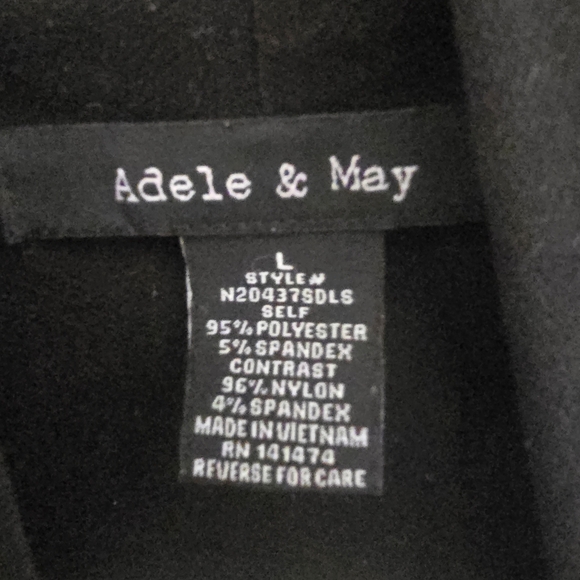 Adele & May
L
STYLE#
N20437SDLS
SELF
95% POLYESTER
5% SPANDEX
CONTRAST
96% NYLON
4% SPANDEX
MADE IN VIETNAM
RN 141474
REVERSE FOR CARE